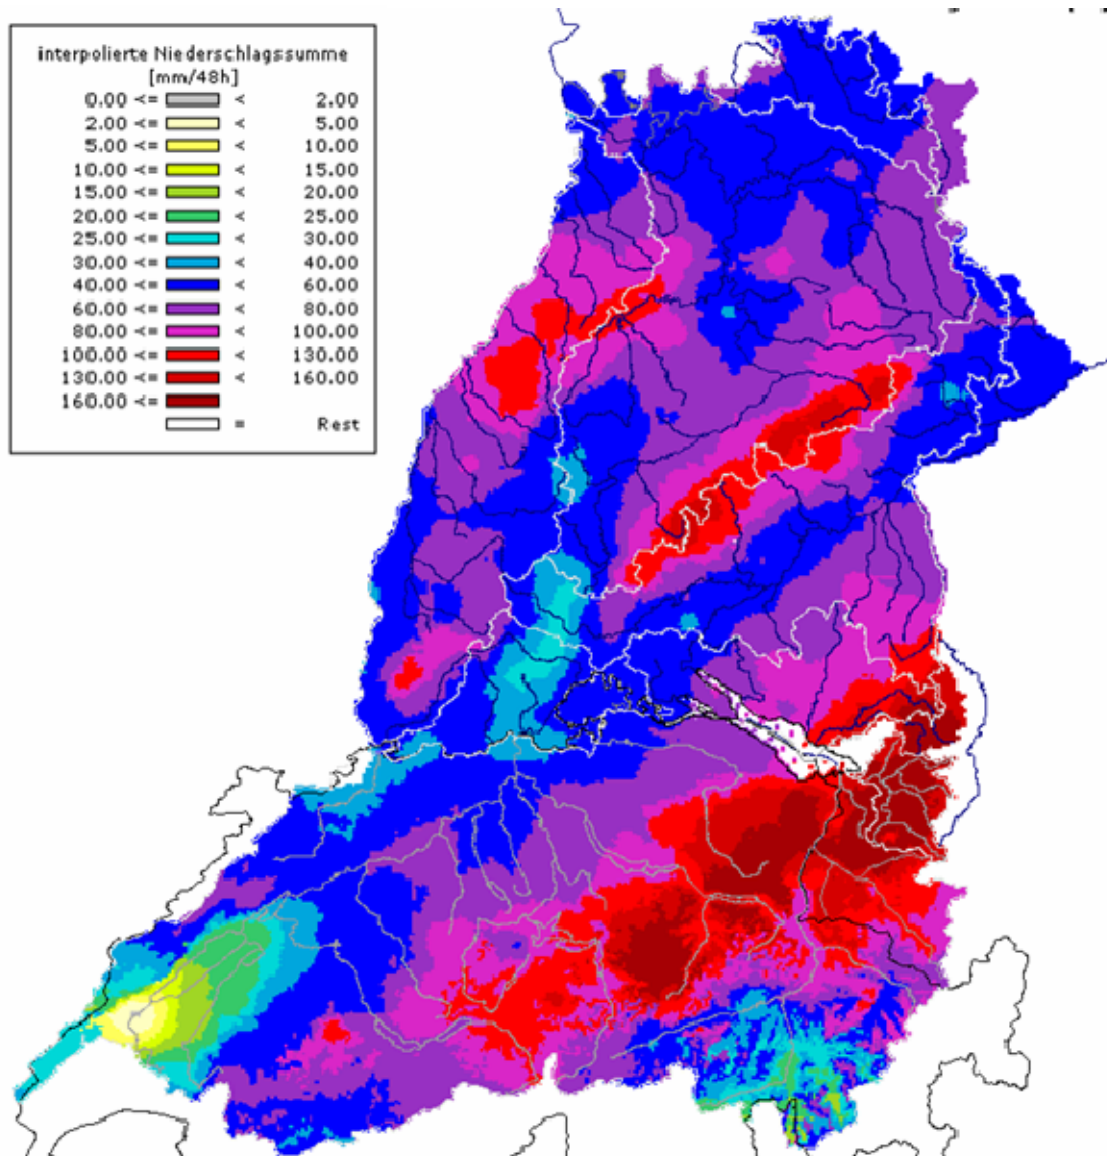 interpolierte Niederschlagssumme
[mm/48h]
0.00 <= < 2.00
2.00 <= < 5.00
5.00 <= < 10.00
10.00 <= < 15.00
15.00 <= < 20.00
20.00 <= < 25.00
25.00 <= < 30.00
30.00 <= < 40.00
40.00 <= < 60.00
60.00 <= < 80.00
80.00 <= < 100.00
100.00 <= < 130.00
130.00 <= < 160.00
160.00 <=
= Rest